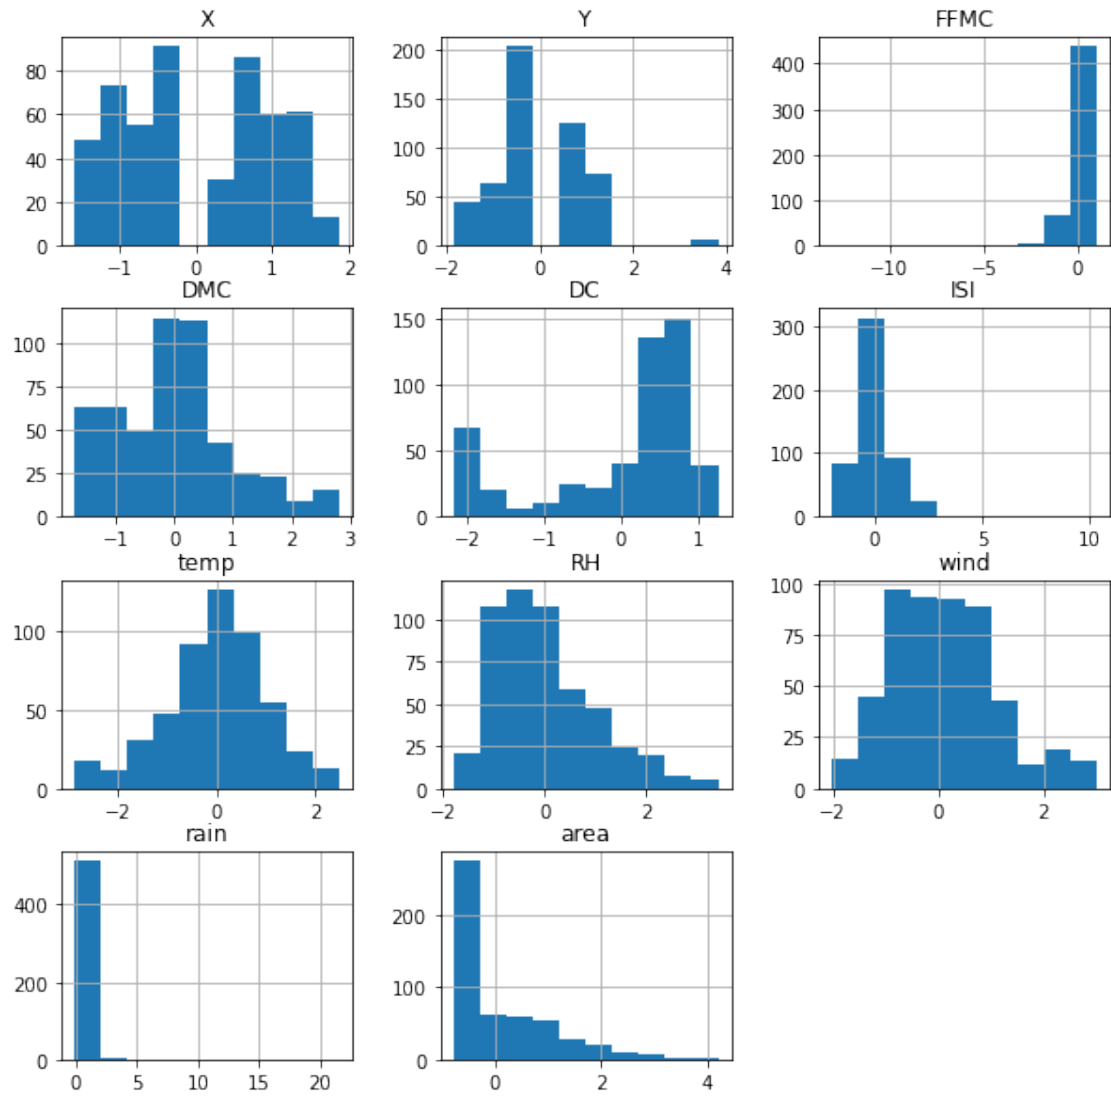 X Y FFMC
80 200 400
60 150 300
40 100 200
20 50 100
0 0 0
−1 0 1 2 −2 0 2 4 −10 −5 0
DMC DC ISI
100 150 300
75 100 200
50 50 100
25
0 0 0
−1 0 1 2 3 −2 −1 0 1 0 5 10
temp RH wind
100 100 100
50 75 75
0 50 50
25 25
0 0
−2 0 2 −2 0 2 −2 0 2
rain area
400 200
200 100
0 0
0 5 10 15 20 0 2 4